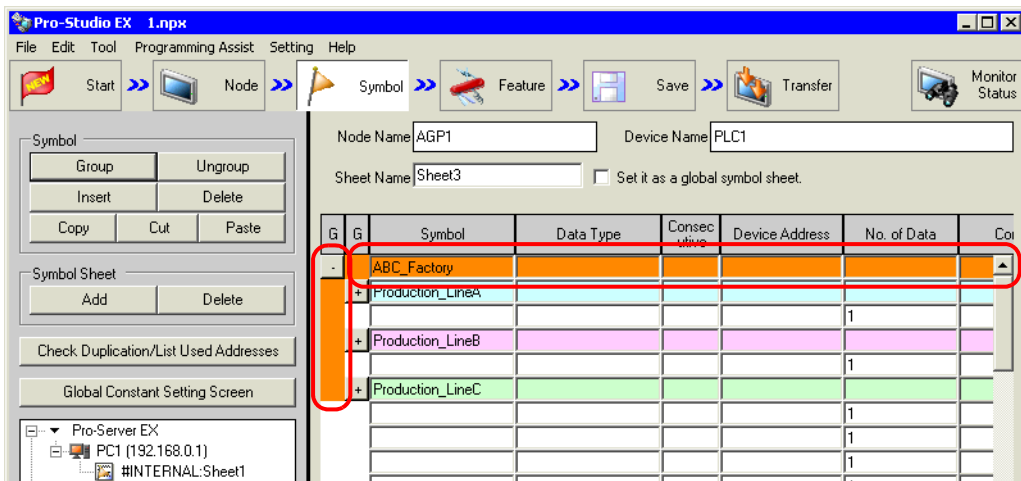 Pro-Studio EX 1.npx
File Edit Tool Programming Assist Setting Help
NEW Start Node Symbol Feature Save Transfer Monitor Status
Symbol
Group Ungroup
Insert Delete
Copy Cut Paste
Symbol Sheet
Add Delete
Check Duplication/List Used Addresses
Global Constant Setting Screen
Pro-Server EX
PC1 (192.168.0.1)
#INTERNAL:Sheet1
Node Name AGP1 Device Name PLC1
Sheet Name Sheet3 Set it as a global symbol sheet.
G G Symbol Data Type Consecutive Device Address No. of Data
- ABC_Factory
+ Production_LineA
1
+ Production_LineB
1
+ Production_LineC
1
1
1